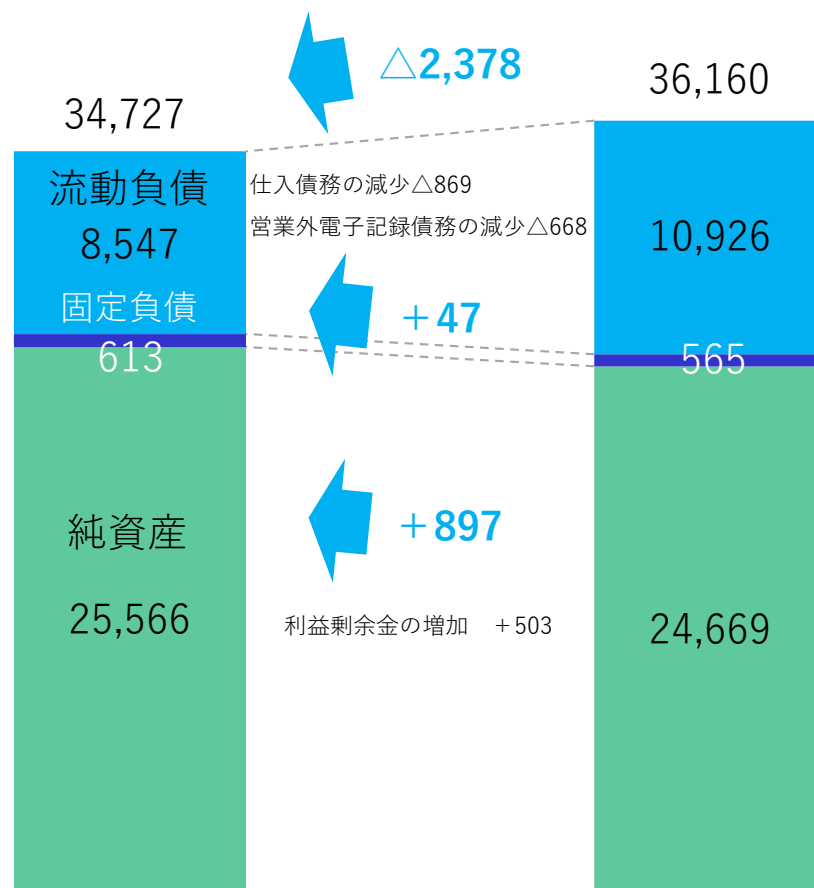 △2,378
36,160
34,727
流動負債
8,547
仕入債務の減少△869
営業外電子記録債務の減少△668
10,926
固定負債
613
＋47
565
純資産
25,566
＋897
利益剰余金の増加　＋503
24,669